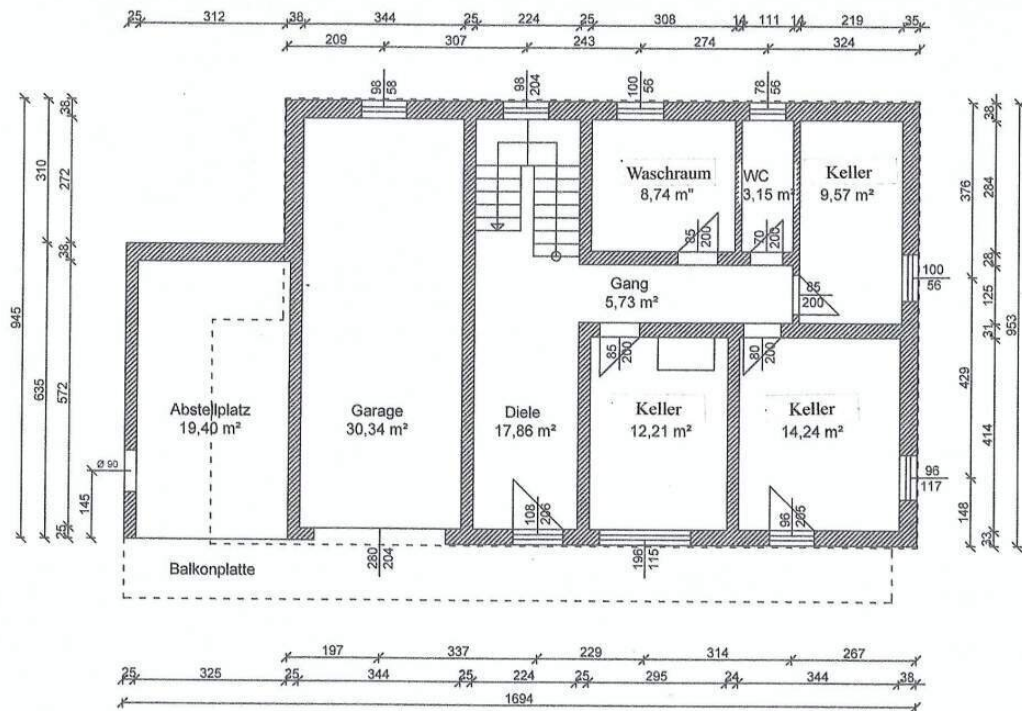 25 312 38 344 25 224 25 308 14 111 14 219 35
209 307 243 274 324
98 58
98 204
100 56
78 56
945
310 635
38 272 38 572 25
145
Ø 90
Waschraum
8,74 m"
WC
3,15 m²
Keller
9,57 m²
85 200
70 200
85 200
Gang
5,73 m²
100 56
85 200
80 200
Abstellplatz
19,40 m²
Garage
30,34 m²
Diele
17,86 m²
Keller
12,21 m²
Keller
14,24 m²
96 117
108 206
96 205
280 204
196 115
Balkonplatte
376 429 148
38 284 28 125 31 414 33
953
197 337 229 314 267
25 325 25 344 25 224 25 295 24 344 38
1694